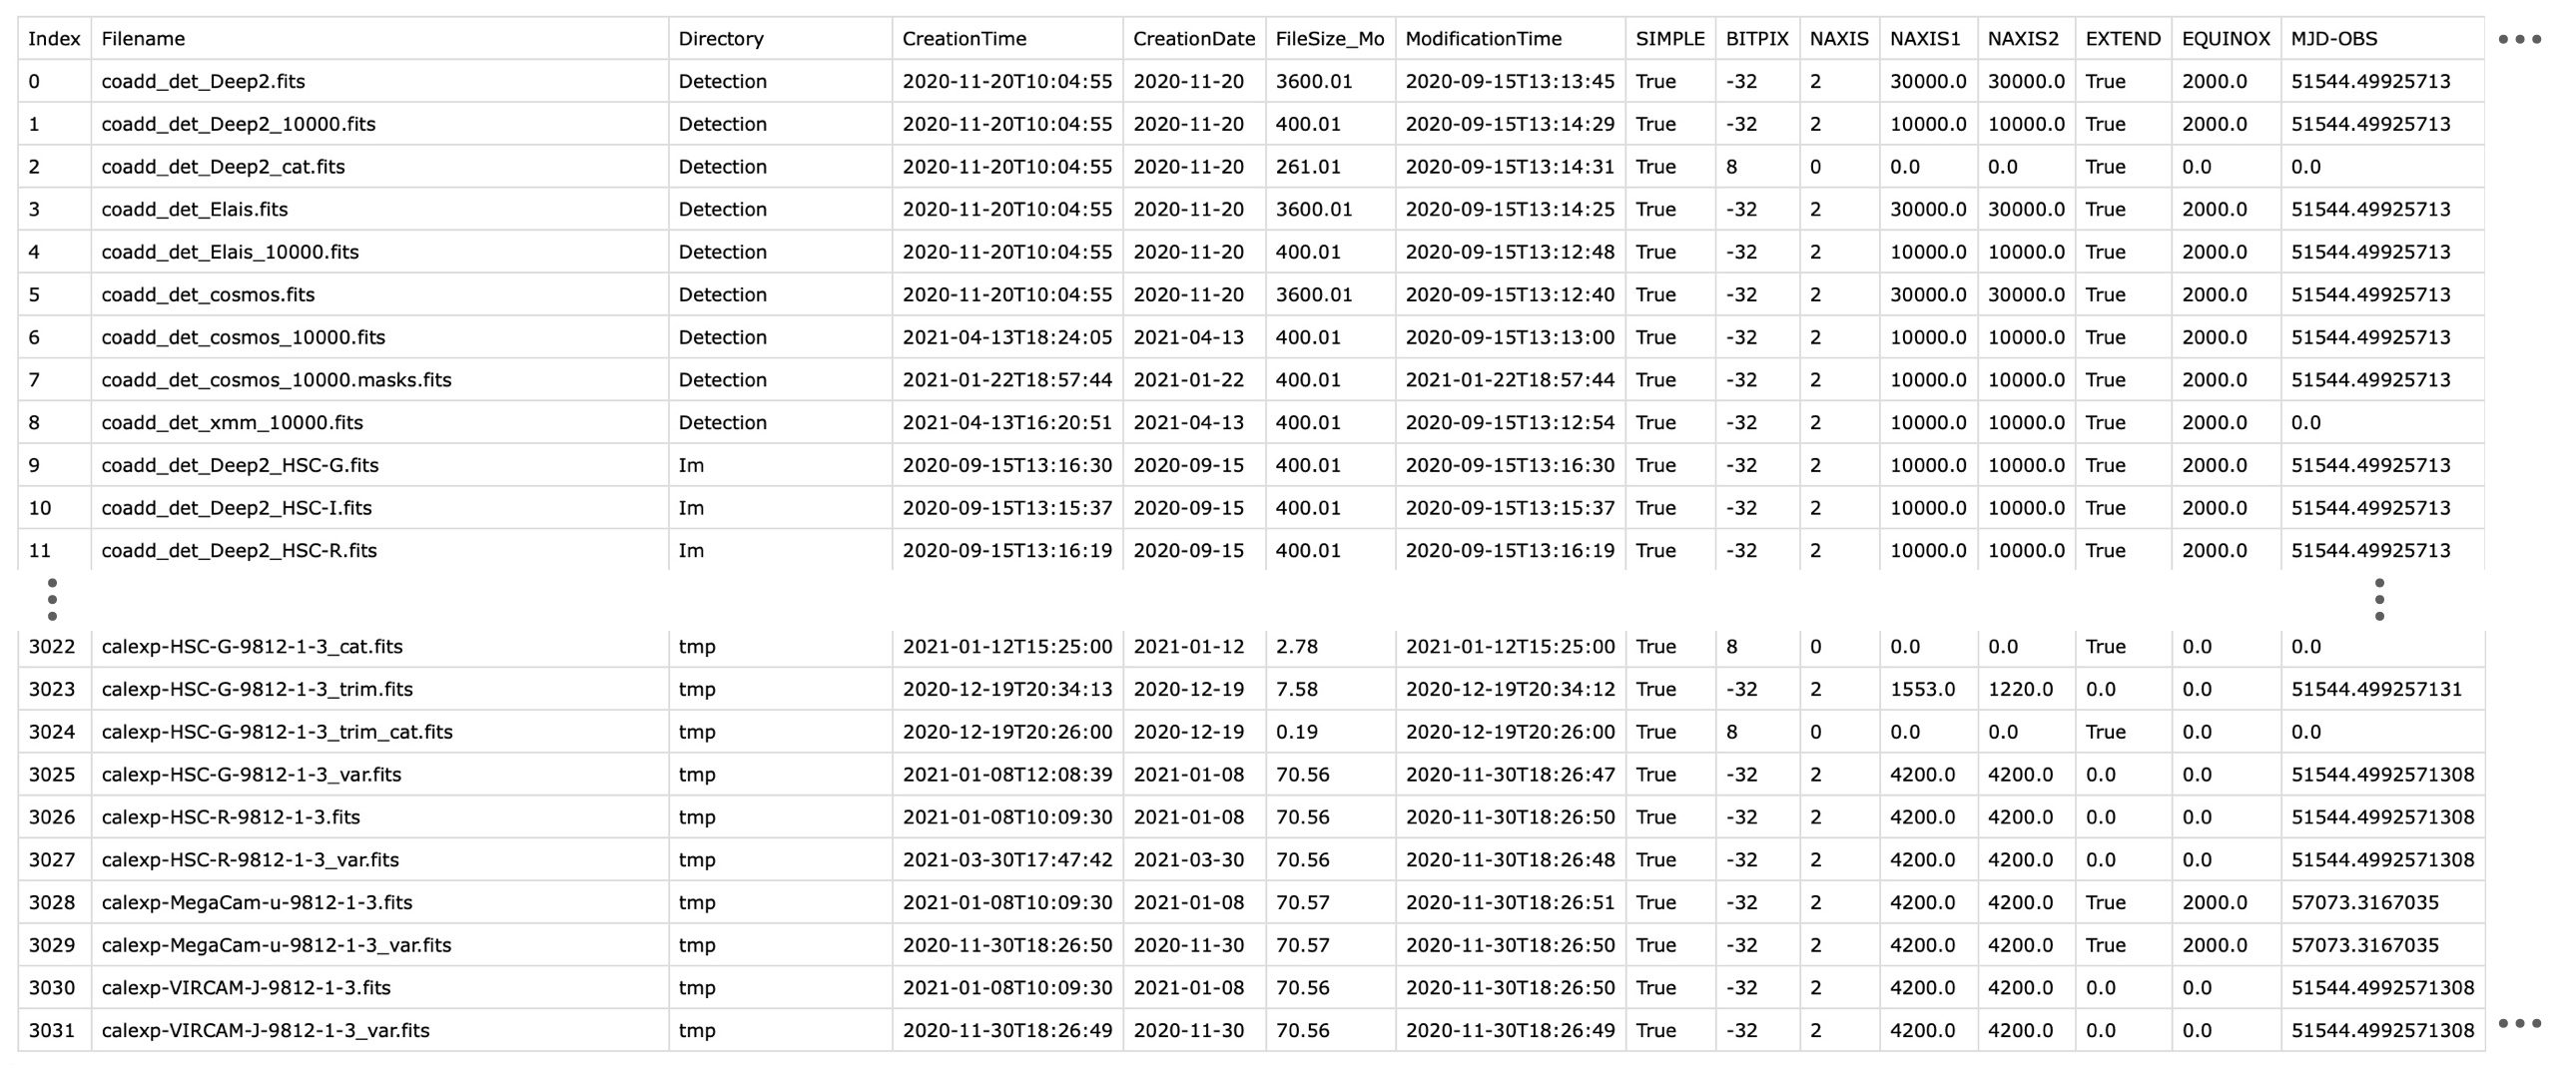 Index Filename Directory CreationTime CreationDate FileSize_Mo ModificationTime SIMPLE BITPIX NAXIS NAXIS1 NAXIS2 EXTEND EQUINOX MJD-OBS
0 coadd_det_Deep2.fits Detection 2020-11-20T10:04:55 2020-11-20 3600.01 2020-09-15T13:13:45 True -32 2 30000.0 30000.0 True 2000.0 51544.49925713
1 coadd_det_Deep2_10000.fits Detection 2020-11-20T10:04:55 2020-11-20 400.01 2020-09-15T13:14:29 True -32 2 10000.0 10000.0 True 2000.0 51544.49925713
2 coadd_det_Deep2_cat.fits Detection 2020-11-20T10:04:55 2020-11-20 261.01 2020-09-15T13:14:31 True 8 0 0.0 0.0 True 0.0 0.0
3 coadd_det_Elais.fits Detection 2020-11-20T10:04:55 2020-11-20 3600.01 2020-09-15T13:14:25 True -32 2 30000.0 30000.0 True 2000.0 51544.49925713
4 coadd_det_Elais_10000.fits Detection 2020-11-20T10:04:55 2020-11-20 400.01 2020-09-15T13:12:48 True -32 2 10000.0 10000.0 True 2000.0 51544.49925713
5 coadd_det_cosmos.fits Detection 2020-11-20T10:04:55 2020-11-20 3600.01 2020-09-15T13:12:40 True -32 2 30000.0 30000.0 True 2000.0 51544.49925713
6 coadd_det_cosmos_10000.fits Detection 2021-04-13T18:24:05 2021-04-13 400.01 2020-09-15T13:13:00 True -32 2 10000.0 10000.0 True 2000.0 51544.49925713
7 coadd_det_cosmos_10000.masks.fits Detection 2021-01-22T18:57:44 2021-01-22 400.01 2021-01-22T18:57:44 True -32 2 10000.0 10000.0 True 2000.0 51544.49925713
8 coadd_det_xmm_10000.fits Detection 2021-04-13T16:20:51 2021-04-13 400.01 2020-09-15T13:12:54 True -32 2 10000.0 10000.0 True 2000.0 0.0
9 coadd_det_Deep2_HSC-G.fits Im 2020-09-15T13:16:30 2020-09-15 400.01 2020-09-15T13:16:30 True -32 2 10000.0 10000.0 True 2000.0 51544.49925713
10 coadd_det_Deep2_HSC-I.fits Im 2020-09-15T13:15:37 2020-09-15 400.01 2020-09-15T13:15:37 True -32 2 10000.0 10000.0 True 2000.0 51544.49925713
11 coadd_det_Deep2_HSC-R.fits Im 2020-09-15T13:16:19 2020-09-15 400.01 2020-09-15T13:16:19 True -32 2 10000.0 10000.0 True 2000.0 51544.49925713
3022 calexp-HSC-G-9812-1-3_cat.fits tmp 2021-01-12T15:25:00 2021-01-12 2.78 2021-01-12T15:25:00 True 8 0 0.0 0.0 True 0.0 0.0
3023 calexp-HSC-G-9812-1-3_trim.fits tmp 2020-12-19T20:34:13 2020-12-19 7.58 2020-12-19T20:34:12 True -32 2 1553.0 1220.0 0.0 0.0 51544.499257131
3024 calexp-HSC-G-9812-1-3_trim_cat.fits tmp 2020-12-19T20:26:00 2020-12-19 0.19 2020-12-19T20:26:00 True 8 0 0.0 0.0 True 0.0 0.0
3025 calexp-HSC-G-9812-1-3_var.fits tmp 2021-01-08T12:08:39 2021-01-08 70.56 2020-11-30T18:26:47 True -32 2 4200.0 4200.0 0.0 0.0 51544.4992571308
3026 calexp-HSC-R-9812-1-3.fits tmp 2021-01-08T10:09:30 2021-01-08 70.56 2020-11-30T18:26:50 True -32 2 4200.0 4200.0 0.0 0.0 51544.4992571308
3027 calexp-HSC-R-9812-1-3_var.fits tmp 2021-03-30T17:47:42 2021-03-30 70.56 2020-11-30T18:26:48 True -32 2 4200.0 4200.0 0.0 0.0 51544.4992571308
3028 calexp-MegaCam-u-9812-1-3.fits tmp 2021-01-08T10:09:30 2021-01-08 70.57 2020-11-30T18:26:51 True -32 2 4200.0 4200.0 True 2000.0 57073.3167035
3029 calexp-MegaCam-u-9812-1-3_var.fits tmp 2020-11-30T18:26:50 2020-11-30 70.57 2020-11-30T18:26:50 True -32 2 4200.0 4200.0 True 2000.0 57073.3167035
3030 calexp-VIRCAM-J-9812-1-3.fits tmp 2021-01-08T10:09:30 2021-01-08 70.56 2020-11-30T18:26:50 True -32 2 4200.0 4200.0 0.0 0.0 51544.4992571308
3031 calexp-VIRCAM-J-9812-1-3_var.fits tmp 2020-11-30T18:26:49 2020-11-30 70.56 2020-11-30T18:26:49 True -32 2 4200.0 4200.0 0.0 0.0 51544.4992571308